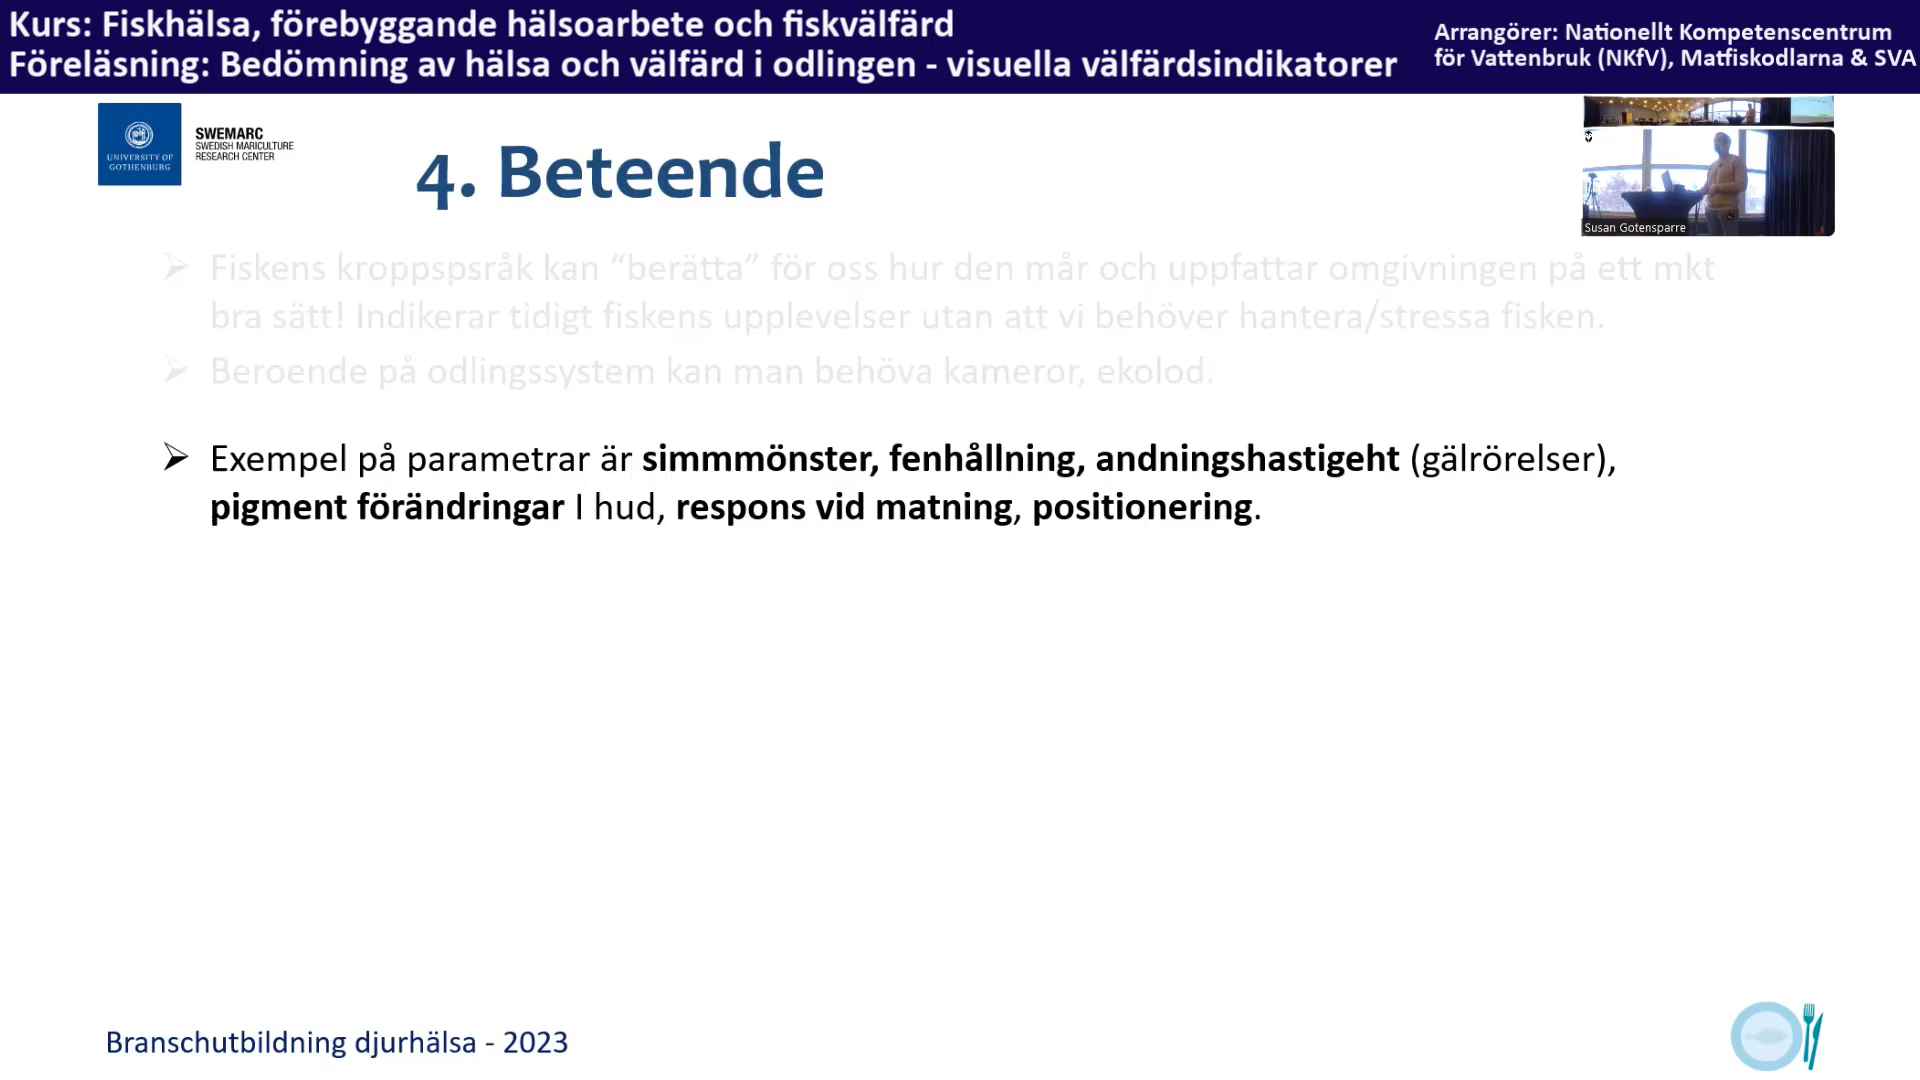 Kurs: Fiskhälsa, förebyggande hälsoarbete och fiskvälfärd
Föreläsning: Bedömning av hälsa och välfärd i odlingen - visuella välfärdsindikatorer
Arrangörer: Nationellt Kompetenscentrum
för Vattenbruk (NKfV), Matfiskodlarna & SVA
UNIVERSITY OF
GOTHENBURG
SWEMARC
SWEDISH MARICULTURE
RESEARCH CENTER
4. Beteende
Susan Gotensparre
Fiskens kroppspsråk kan “berätta” för oss hur den mår och uppfattar omgivningen på ett mkt
bra sätt! Indikerar tidigt fiskens upplevelser utan att vi behöver hantera/stressa fisken.
Beroende på odlingssystem kan man behöva kameror, ekolod.
Exempel på parametrar är simmmönster, fenhållning, andningshastigeht (gälrörelser),
pigment förändringar I hud, respons vid matning, positionering.
Branschutbildning djurhälsa - 2023